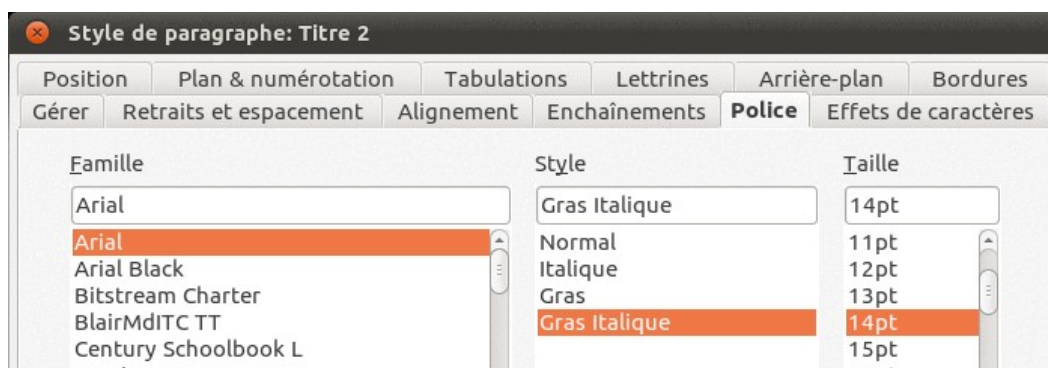 Style de paragraphe: Titre 2
Position Plan & numérotation Tabulations Lettrines Arrière-plan Bordures
Gérer Retraits et espacement Alignement Enchaînements Police Effets de caractères
Famille Style Taille
Arial Gras Italique 14pt
Arial Normal 11pt
Arial Black Italique 12pt
Bitstream Charter Gras 13pt
BlairMdITC TT Gras Italique 14pt
Century Schoolbook L 15pt